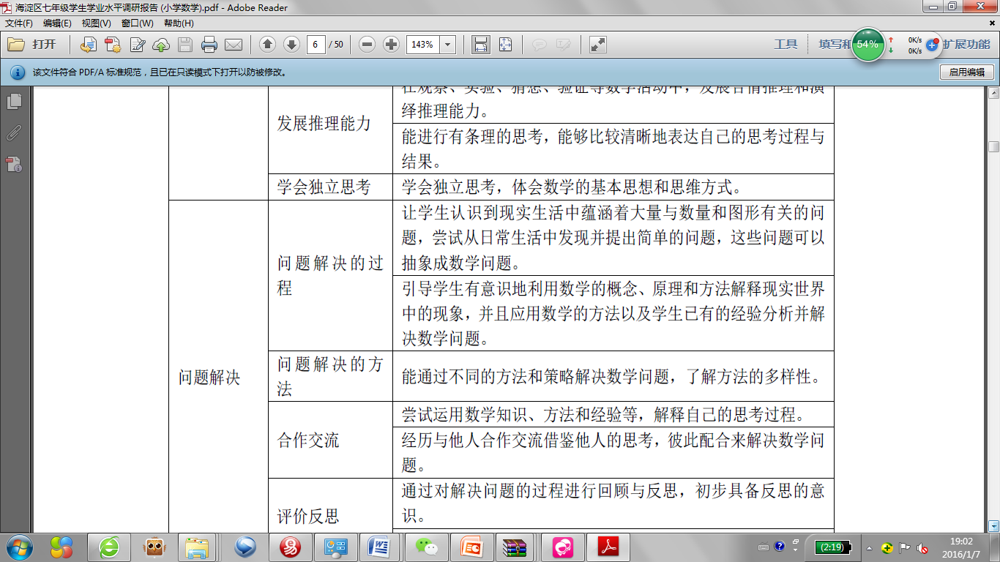 海淀区七年级学生学业水平调研报告 (小学数学).pdf - Adobe Reader
文件(F) 编辑(E) 视图(V) 窗口(W) 帮助(H)
打开 6 / 50 143% 工具 填写和 54% 0K/s 0K/s 扩展功能
该文件符合 PDF/A 标准规范，且已在只读模式下打开以防被修改。 启用编辑
在观察、实验、猜想、验证等数学活动中，发展合情推理和演
绎推理能力。
发展推理能力
能进行有条理的思考，能够比较清晰地表达自己的思考过程与
结果。
学会独立思考 学会独立思考，体会数学的基本思想和思维方式。
问题解决
问题解决的过
程
让学生认识到现实生活中蕴涵着大量与数量和图形有关的问
题，尝试从日常生活中发现并提出简单的问题，这些问题可以
抽象成数学问题。
引导学生有意识地利用数学的概念、原理和方法解释现实世界
中的现象，并且应用数学的方法以及学生已有的经验分析并解
决数学问题。
问题解决的方
法
能通过不同的方法和策略解决数学问题，了解方法的多样性。
合作交流
尝试运用数学知识、方法和经验等，解释自己的思考过程。
经历与他人合作交流借鉴他人的思考，彼此配合来解决数学问
题。
评价反思
通过对解决问题的过程进行回顾与反思，初步具备反思的意
识。
(2:19) 19:02
2016/1/7